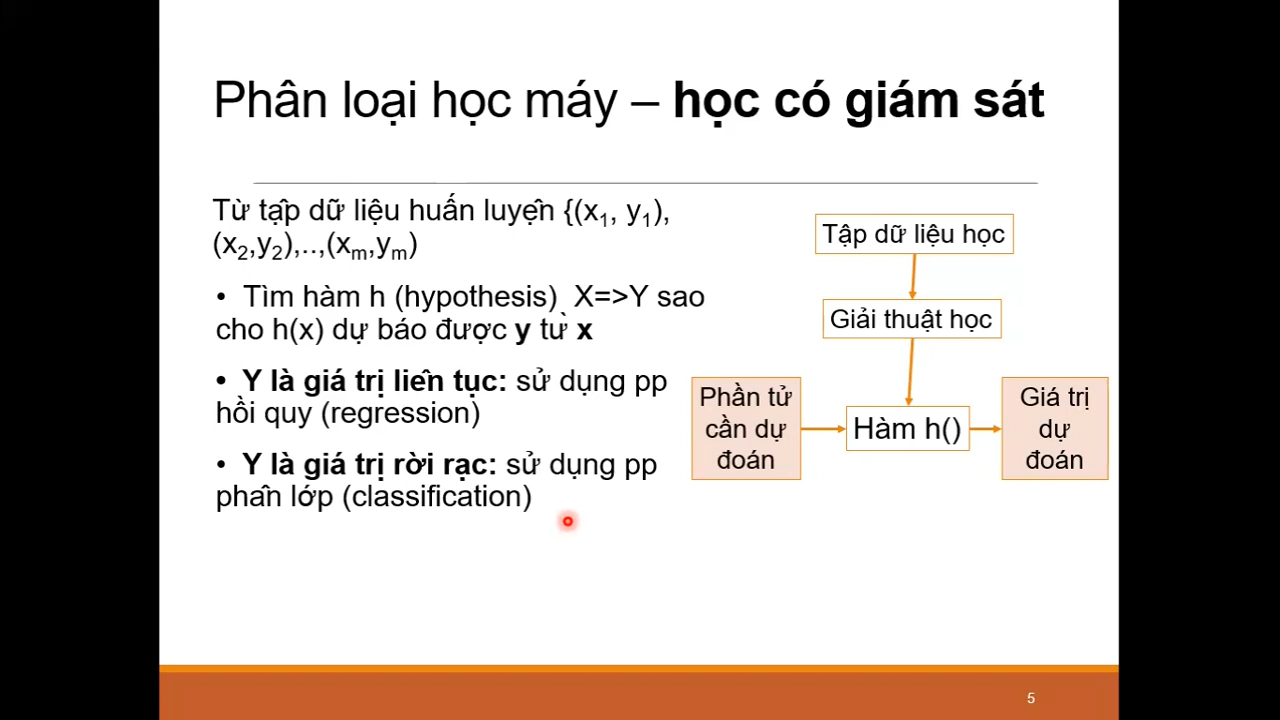 Phân loại học máy – học có giám sát
Từ tập dữ liệu huấn luyện {(x₁, y₁),
(x₂,y₂),..,(xₘ,yₘ)
• Tìm hàm h (hypothesis) X=>Y sao
cho h(x) dự báo được y từ x
• Y là giá trị liên tục: sử dụng pp
hồi quy (regression)
• Y là giá trị rời rạc: sử dụng pp
phân lớp (classification)
Tập dữ liệu học
Giải thuật học
Phần tử
cần dự
đoán
Hàm h()
Giá trị
dự
đoán
5